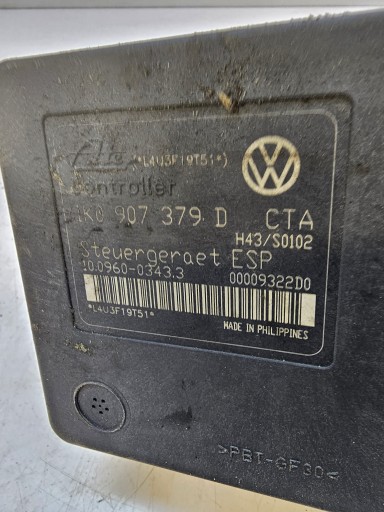 Ate *L4U3F19T51*)
Controller
1K0 907 379 D CTA
H43/S0102
Steuergeraet ESP
10.0960-0343.3 00009322D0
*L4U3F19T51*
MADE IN PHILIPPINES
>PBT-GF30<